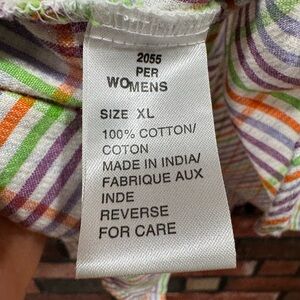 2055
PER
WOMENS
SIZE XL
100% COTTON/
COTON
MADE IN INDIA/
FABRIQUE AUX
INDE
REVERSE
FOR CARE